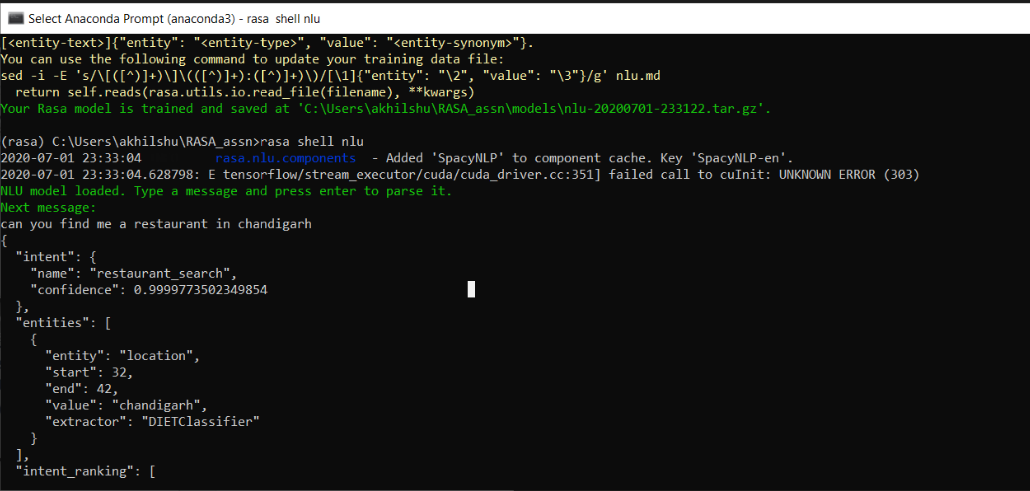 Select Anaconda Prompt (anaconda3) - rasa  shell nlu
[<entity-text>]{"entity": "<entity-type>", "value": "<entity-synonym>"}.
You can use the following command to update your training data file:
sed -i -E 's/\[([^)]+)\]\(([^)]+):([^)]+)\)/[\1]{"entity": "\2", "value": "\3"}/g' nlu.md
  return self.reads(rasa.utils.io.read_file(filename), **kwargs)
Your Rasa model is trained and saved at 'C:\Users\akhilshu\RASA_assn\models\nlu-20200701-233122.tar.gz'.
(rasa) C:\Users\akhilshu\RASA_assn>rasa shell nlu
2020-07-01 23:33:04         rasa.nlu.components  - Added 'SpacyNLP' to component cache. Key 'SpacyNLP-en'.
2020-07-01 23:33:04.628798: E tensorflow/stream_executor/cuda/cuda_driver.cc:351] failed call to cuInit: UNKNOWN ERROR (303)
NLU model loaded. Type a message and press enter to parse it.
Next message:
can you find me a restaurant in chandigarh
{
  "intent": {
    "name": "restaurant_search",
    "confidence": 0.9999773502349854
  },
  "entities": [
    {
      "entity": "location",
      "start": 32,
      "end": 42,
      "value": "chandigarh",
      "extractor": "DIETClassifier"
    }
  ],
  "intent_ranking": [